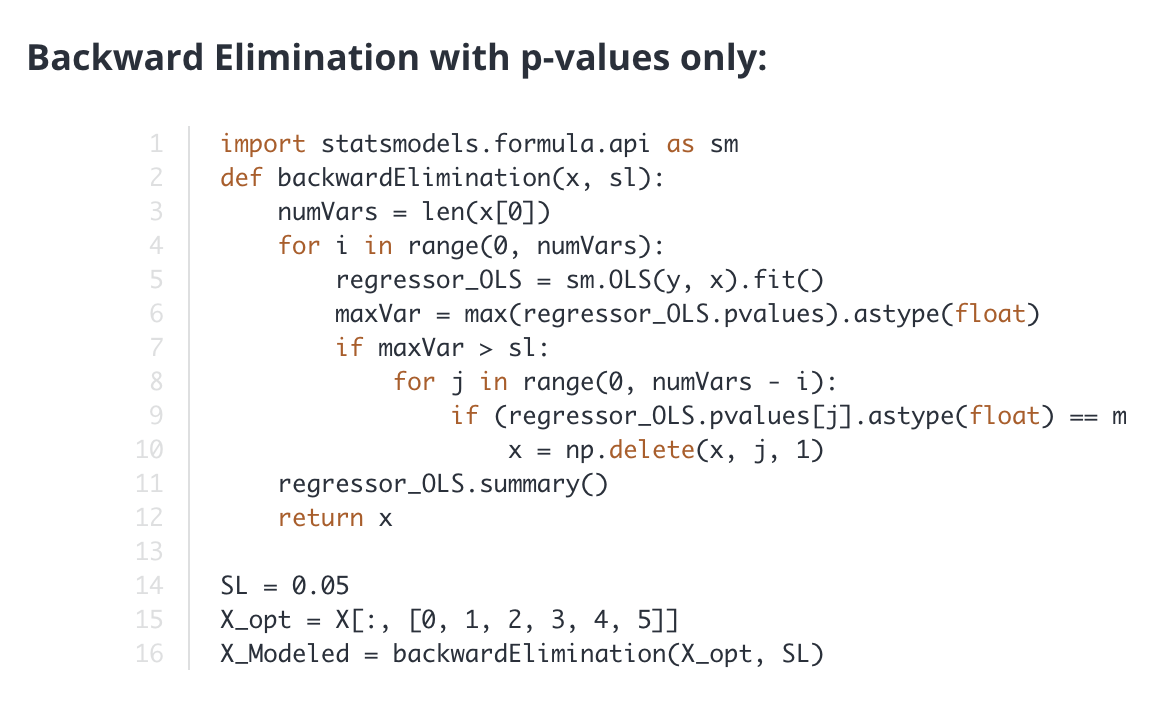 Backward Elimination with p-values only:
1 import statsmodels.formula.api as sm
2 def backwardElimination(x, sl):
3     numVars = len(x[0])
4     for i in range(0, numVars):
5         regressor_OLS = sm.OLS(y, x).fit()
6         maxVar = max(regressor_OLS.pvalues).astype(float)
7         if maxVar > sl:
8             for j in range(0, numVars - i):
9                 if (regressor_OLS.pvalues[j].astype(float) == m
10                     x = np.delete(x, j, 1)
11     regressor_OLS.summary()
12     return x
13
14 SL = 0.05
15 X_opt = X[:, [0, 1, 2, 3, 4, 5]]
16 X_Modeled = backwardElimination(X_opt, SL)